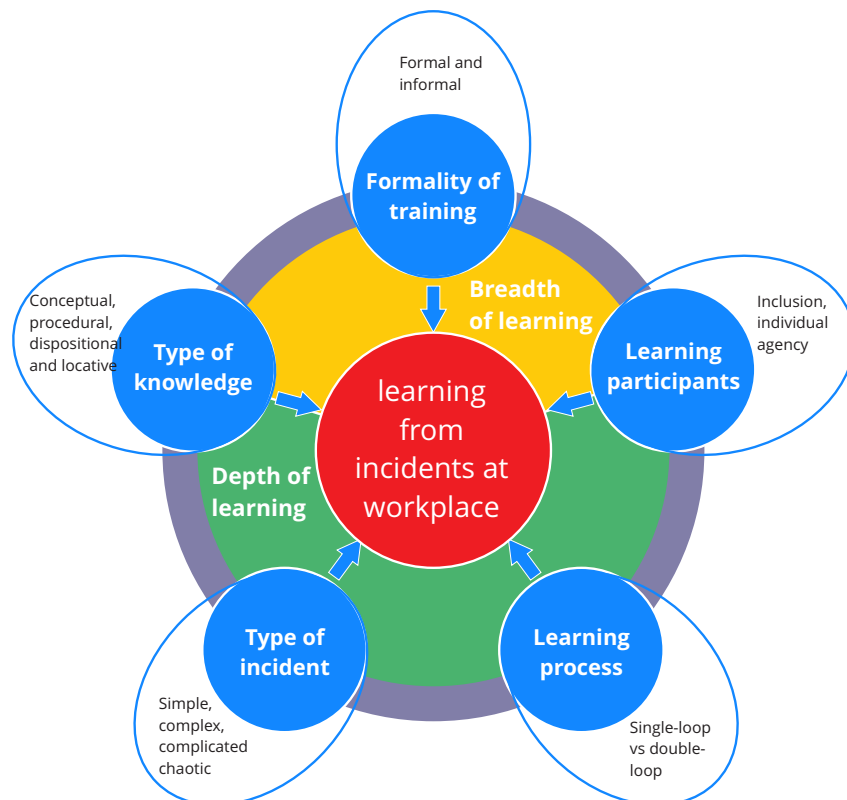 Formal and
informal
Formality of
training
Breadth
of learning
Conceptual,
procedural,
dispositional
and locative
Type of
knowledge
Inclusion,
individual
agency
Learning
participants
learning
from
incidents at
workplace
Depth of
learning
Type of
incident
Learning
process
Simple,
complex,
complicated
chaotic
Single-loop
vs double-
loop